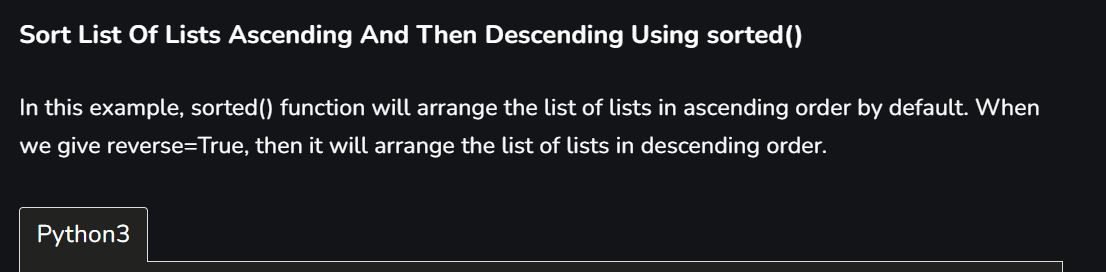 Sort List Of Lists Ascending And Then Descending Using sorted()
In this example, sorted() function will arrange the list of lists in ascending order by default. When
we give reverse=True, then it will arrange the list of lists in descending order.
Python3